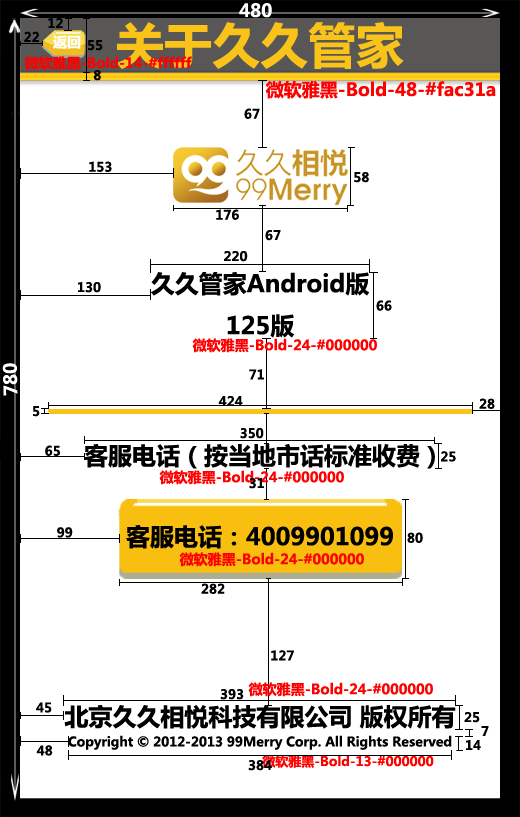 480
12
22
返回
55
关于久久管家
微软雅黑-Bold-14-#ffffff
8
微软雅黑-Bold-48-#fac31a
67
153
久久相悦
99Merry
58
176
67
220
130
久久管家Android版
66
125版
微软雅黑-Bold-24-#000000
780
71
424
28
5
350
65
客服电话（按当地市话标准收费）
25
微软雅黑-Bold-24-#000000
31
99
客服电话：4009901099
80
微软雅黑-Bold-24-#000000
282
127
微软雅黑-Bold-24-#000000
393
45
北京久久相悦科技有限公司 版权所有
25
7
Copyright © 2012-2013 99Merry Corp. All Rights Reserved
14
48
384
微软雅黑-Bold-13-#000000